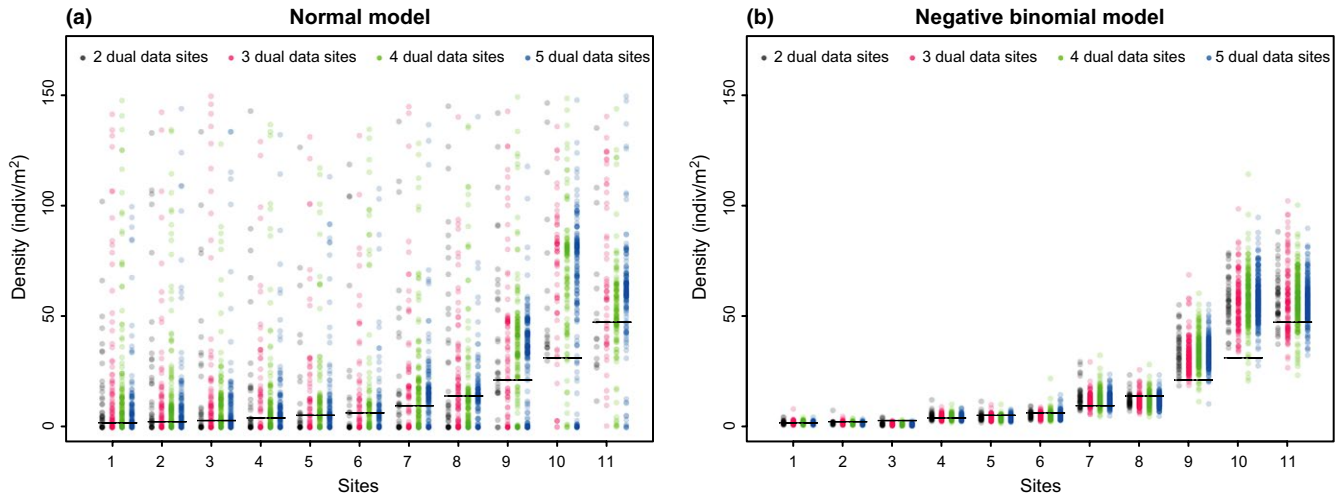 (a) Normal model
2 dual data sites 3 dual data sites 4 dual data sites 5 dual data sites
150
100
50
0
Density (indiv/m²)
1 2 3 4 5 6 7 8 9 10 11
Sites
(b) Negative binomial model
2 dual data sites 3 dual data sites 4 dual data sites 5 dual data sites
150
100
50
0
Density (indiv/m²)
1 2 3 4 5 6 7 8 9 10 11
Sites